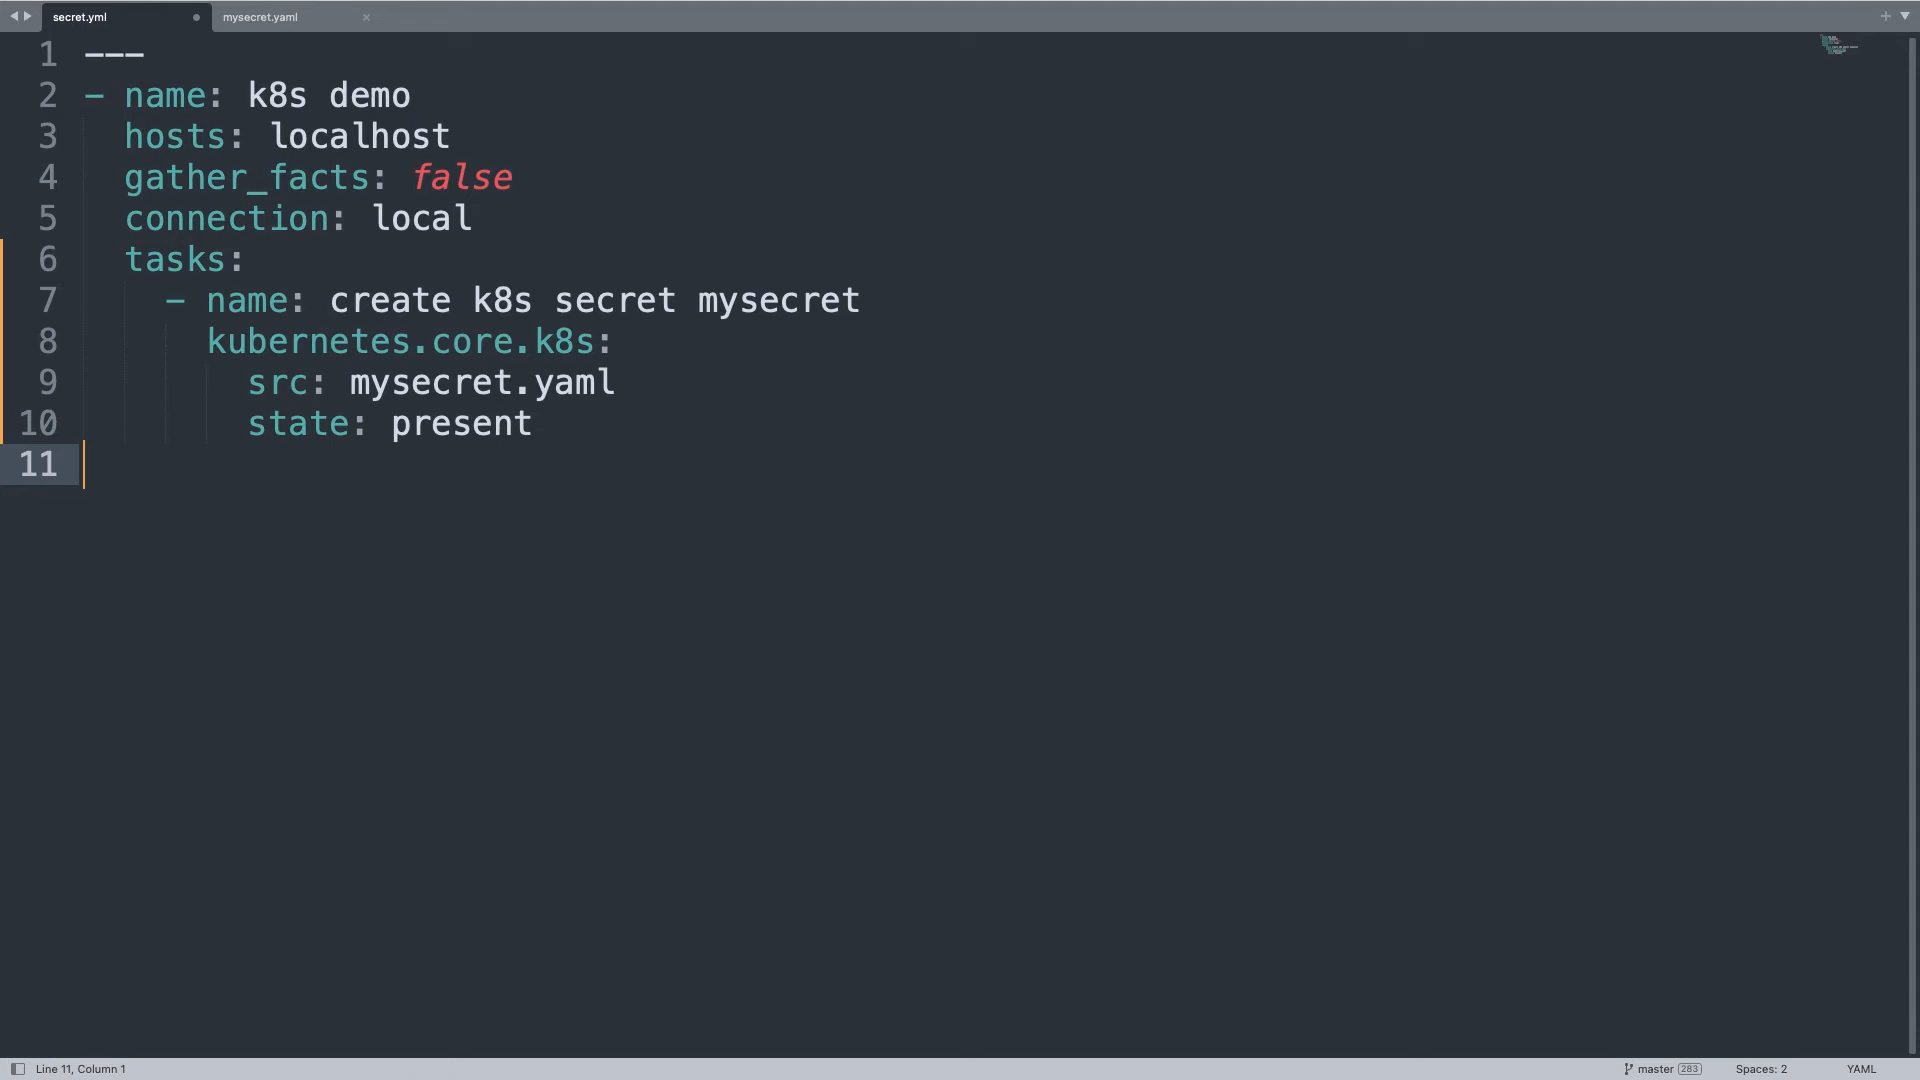 secret.yml
mysecret.yaml
1 ---
2 - name: k8s demo
3   hosts: localhost
4   gather_facts: false
5   connection: local
6   tasks:
7     - name: create k8s secret mysecret
8       kubernetes.core.k8s:
9         src: mysecret.yaml
10         state: present
11
Line 11, Column 1
master 283
Spaces: 2
YAML